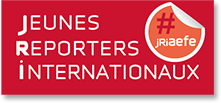 JEUNES
REPORTERS
INTERNATIONAUX
#
jRiaefe